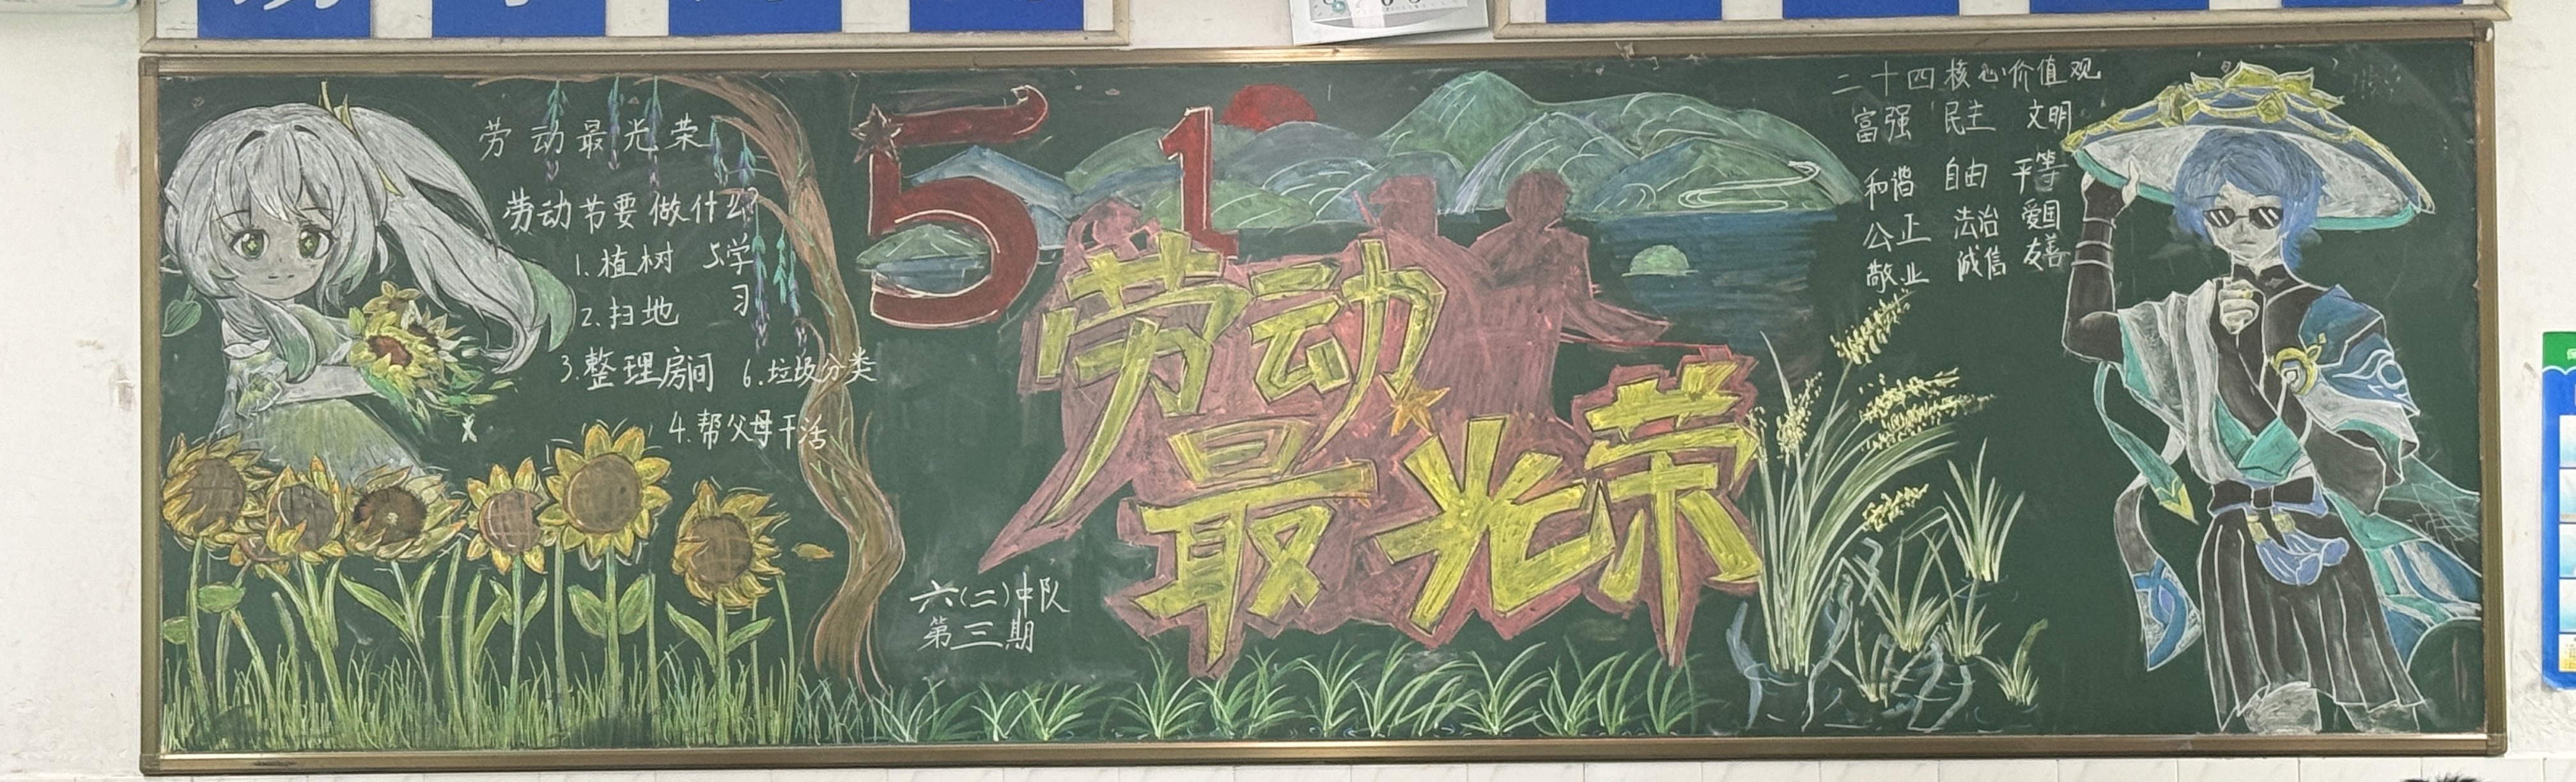 劳动最光荣
劳动节要做什么?
1.植树
2.扫地
3.整理房间
4.帮父母干活
5.学习
6.垃圾分类
51
劳动
最光荣
六(二)中队
第三期
二十四核心价值观
富强 民主 文明
和谐 自由 平等
公正 法治 爱国
敬业 诚信 友善